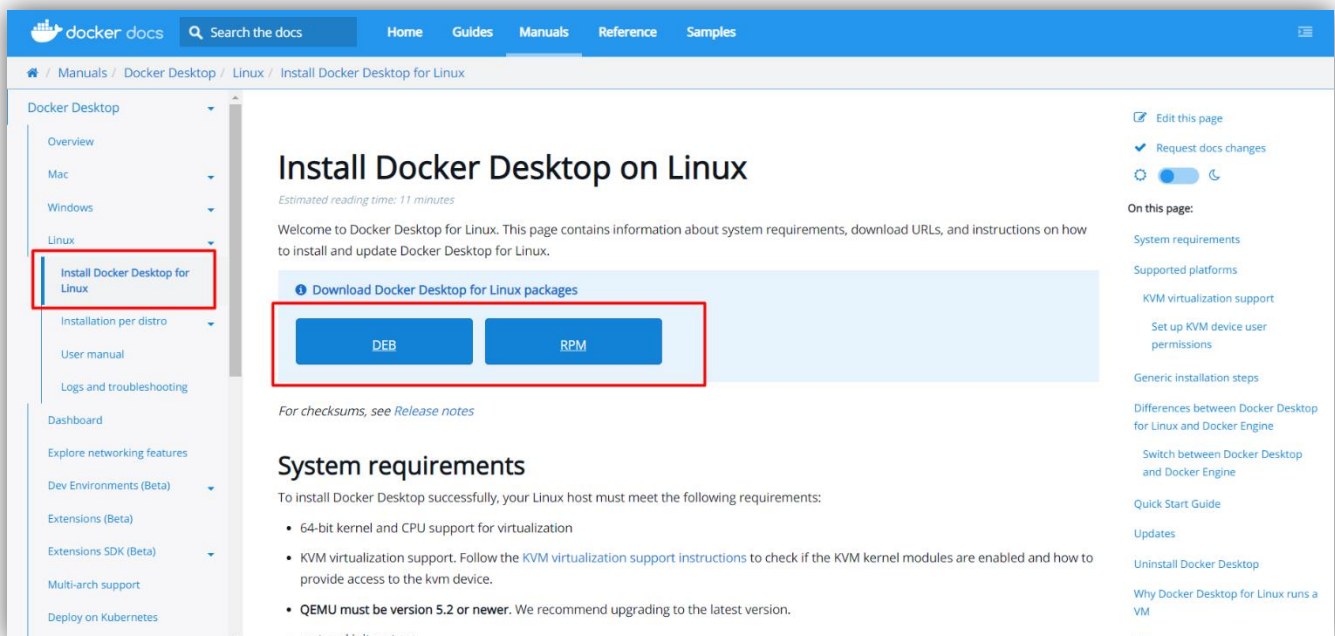 docker docs
Search the docs
Home
Guides
Manuals
Reference
Samples
/ Manuals / Docker Desktop / Linux / Install Docker Desktop for Linux
Docker Desktop
Overview
Mac
Windows
Linux
Install Docker Desktop for
Linux
Installation per distro
User manual
Logs and troubleshooting
Dashboard
Explore networking features
Dev Environments (Beta)
Extensions (Beta)
Extensions SDK (Beta)
Multi-arch support
Deploy on Kubernetes
Install Docker Desktop on Linux
Estimated reading time: 11 minutes
Welcome to Docker Desktop for Linux. This page contains information about system requirements, download URLs, and instructions on how
to install and update Docker Desktop for Linux.
Download Docker Desktop for Linux packages
DEB
RPM
For checksums, see Release notes
System requirements
To install Docker Desktop successfully, your Linux host must meet the following requirements:
• 64-bit kernel and CPU support for virtualization
• KVM virtualization support. Follow the KVM virtualization support instructions to check if the KVM kernel modules are enabled and how to
provide access to the kvm device.
• QEMU must be version 5.2 or newer. We recommend upgrading to the latest version.
Edit this page
Request docs changes
On this page:
System requirements
Supported platforms
KVM virtualization support
Set up KVM device user
permissions
Generic installation steps
Differences between Docker Desktop
for Linux and Docker Engine
Switch between Docker Desktop
and Docker Engine
Quick Start Guide
Updates
Uninstall Docker Desktop
Why Docker Desktop for Linux runs a
VM